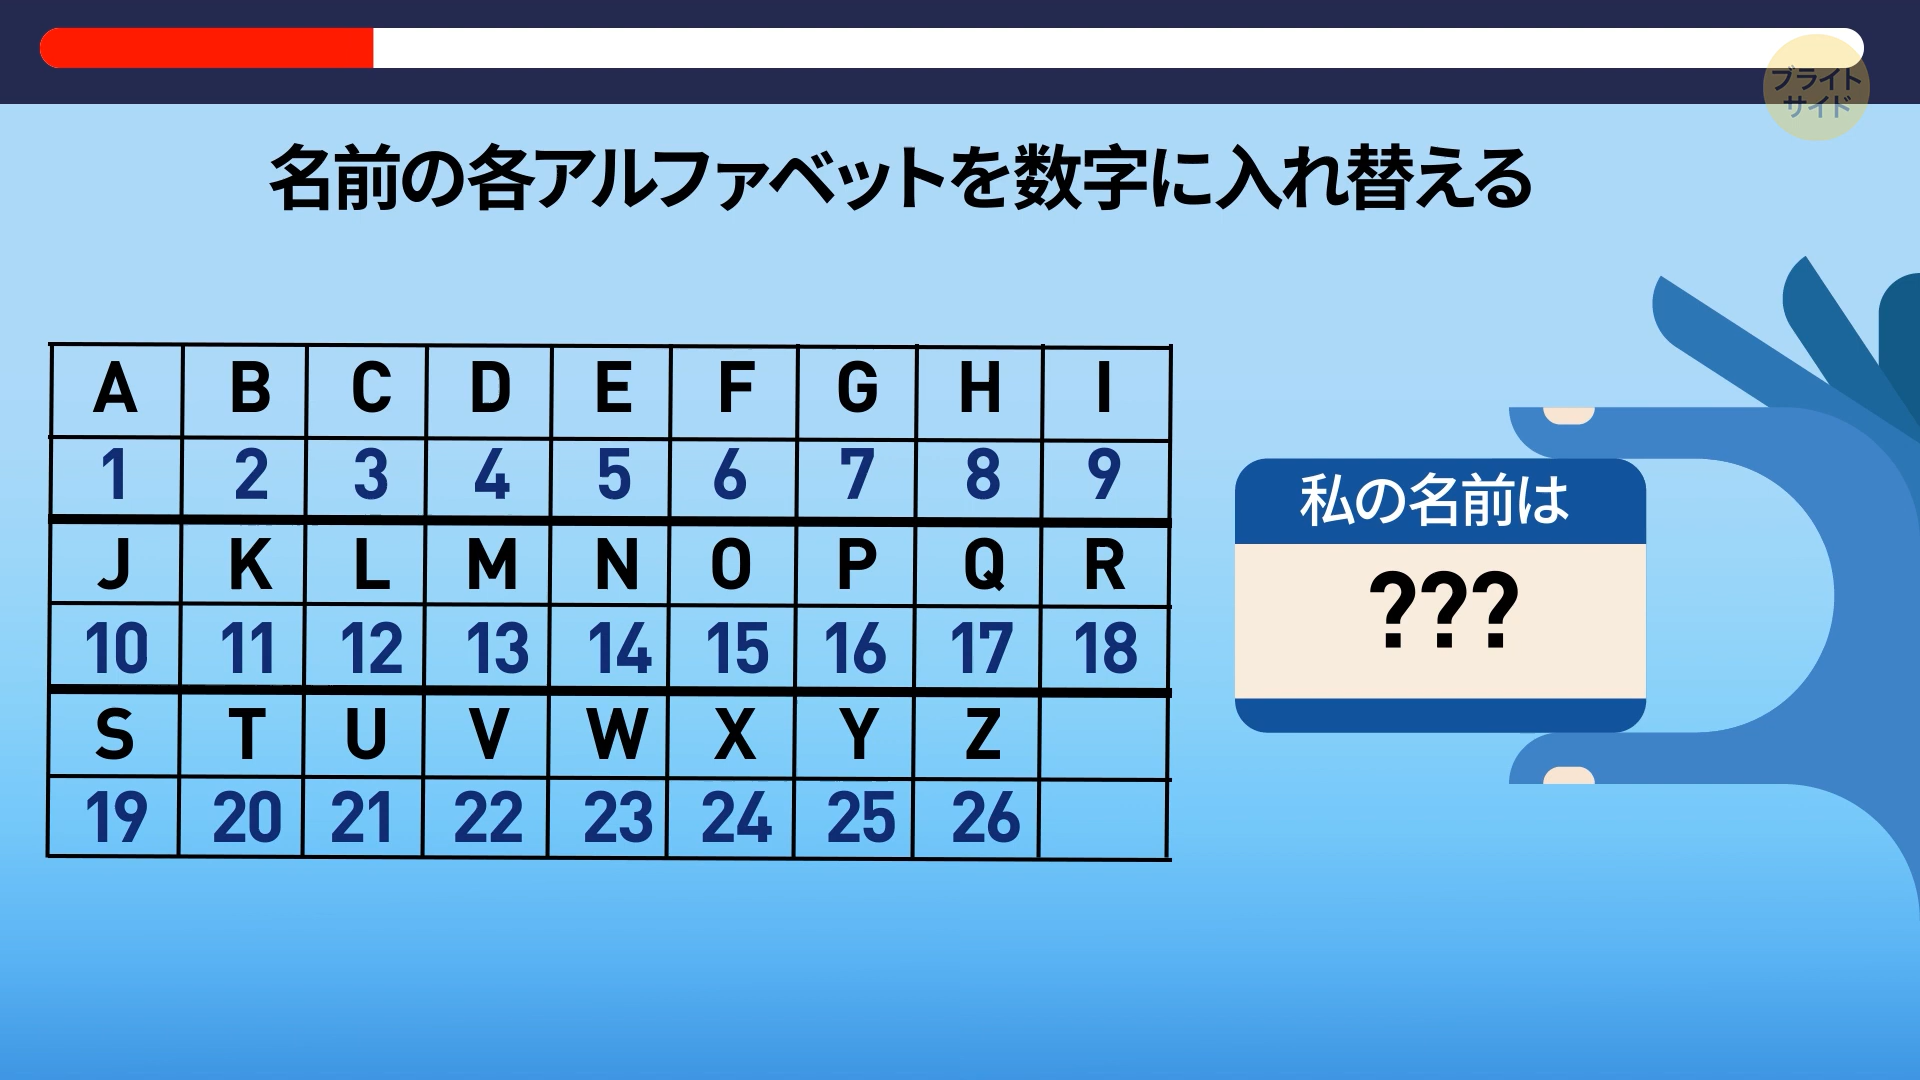 ブライト
サイド
名前の各アルファベットを数字に入れ替える
A B C D E F G H I
1 2 3 4 5 6 7 8 9
J K L M N O P Q R
10 11 12 13 14 15 16 17 18
S T U V W X Y Z
19 20 21 22 23 24 25 26
私の名前は
???